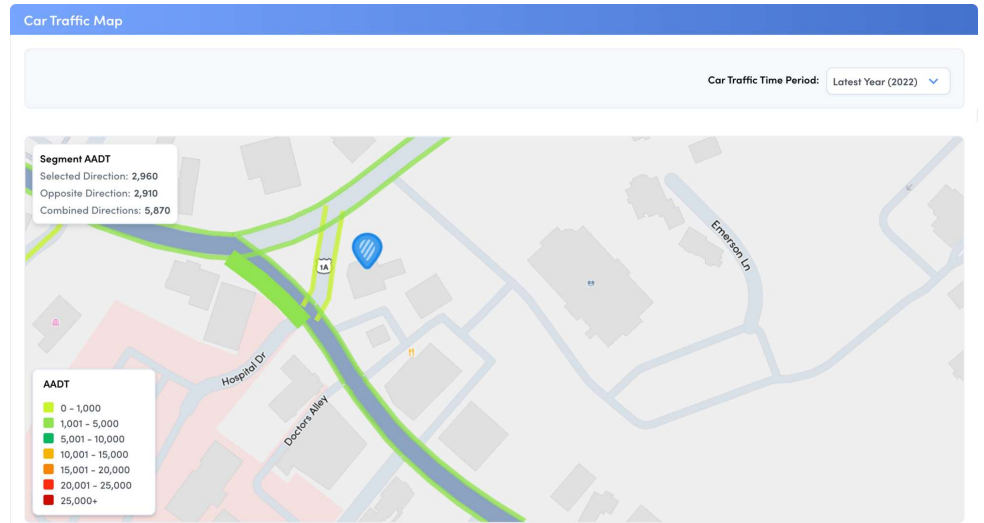 Car Traffic Map
Car Traffic Time Period: Latest Year (2022)
Segment AADT
Selected Direction: 2,960
Opposite Direction: 2,910
Combined Directions: 5,870
Emerson Ln
1A
Hospital Dr
Doctors Alley
AADT
0 - 1,000
1,001 - 5,000
5,001 - 10,000
10,001 - 15,000
15,001 - 20,000
20,001 - 25,000
25,000+